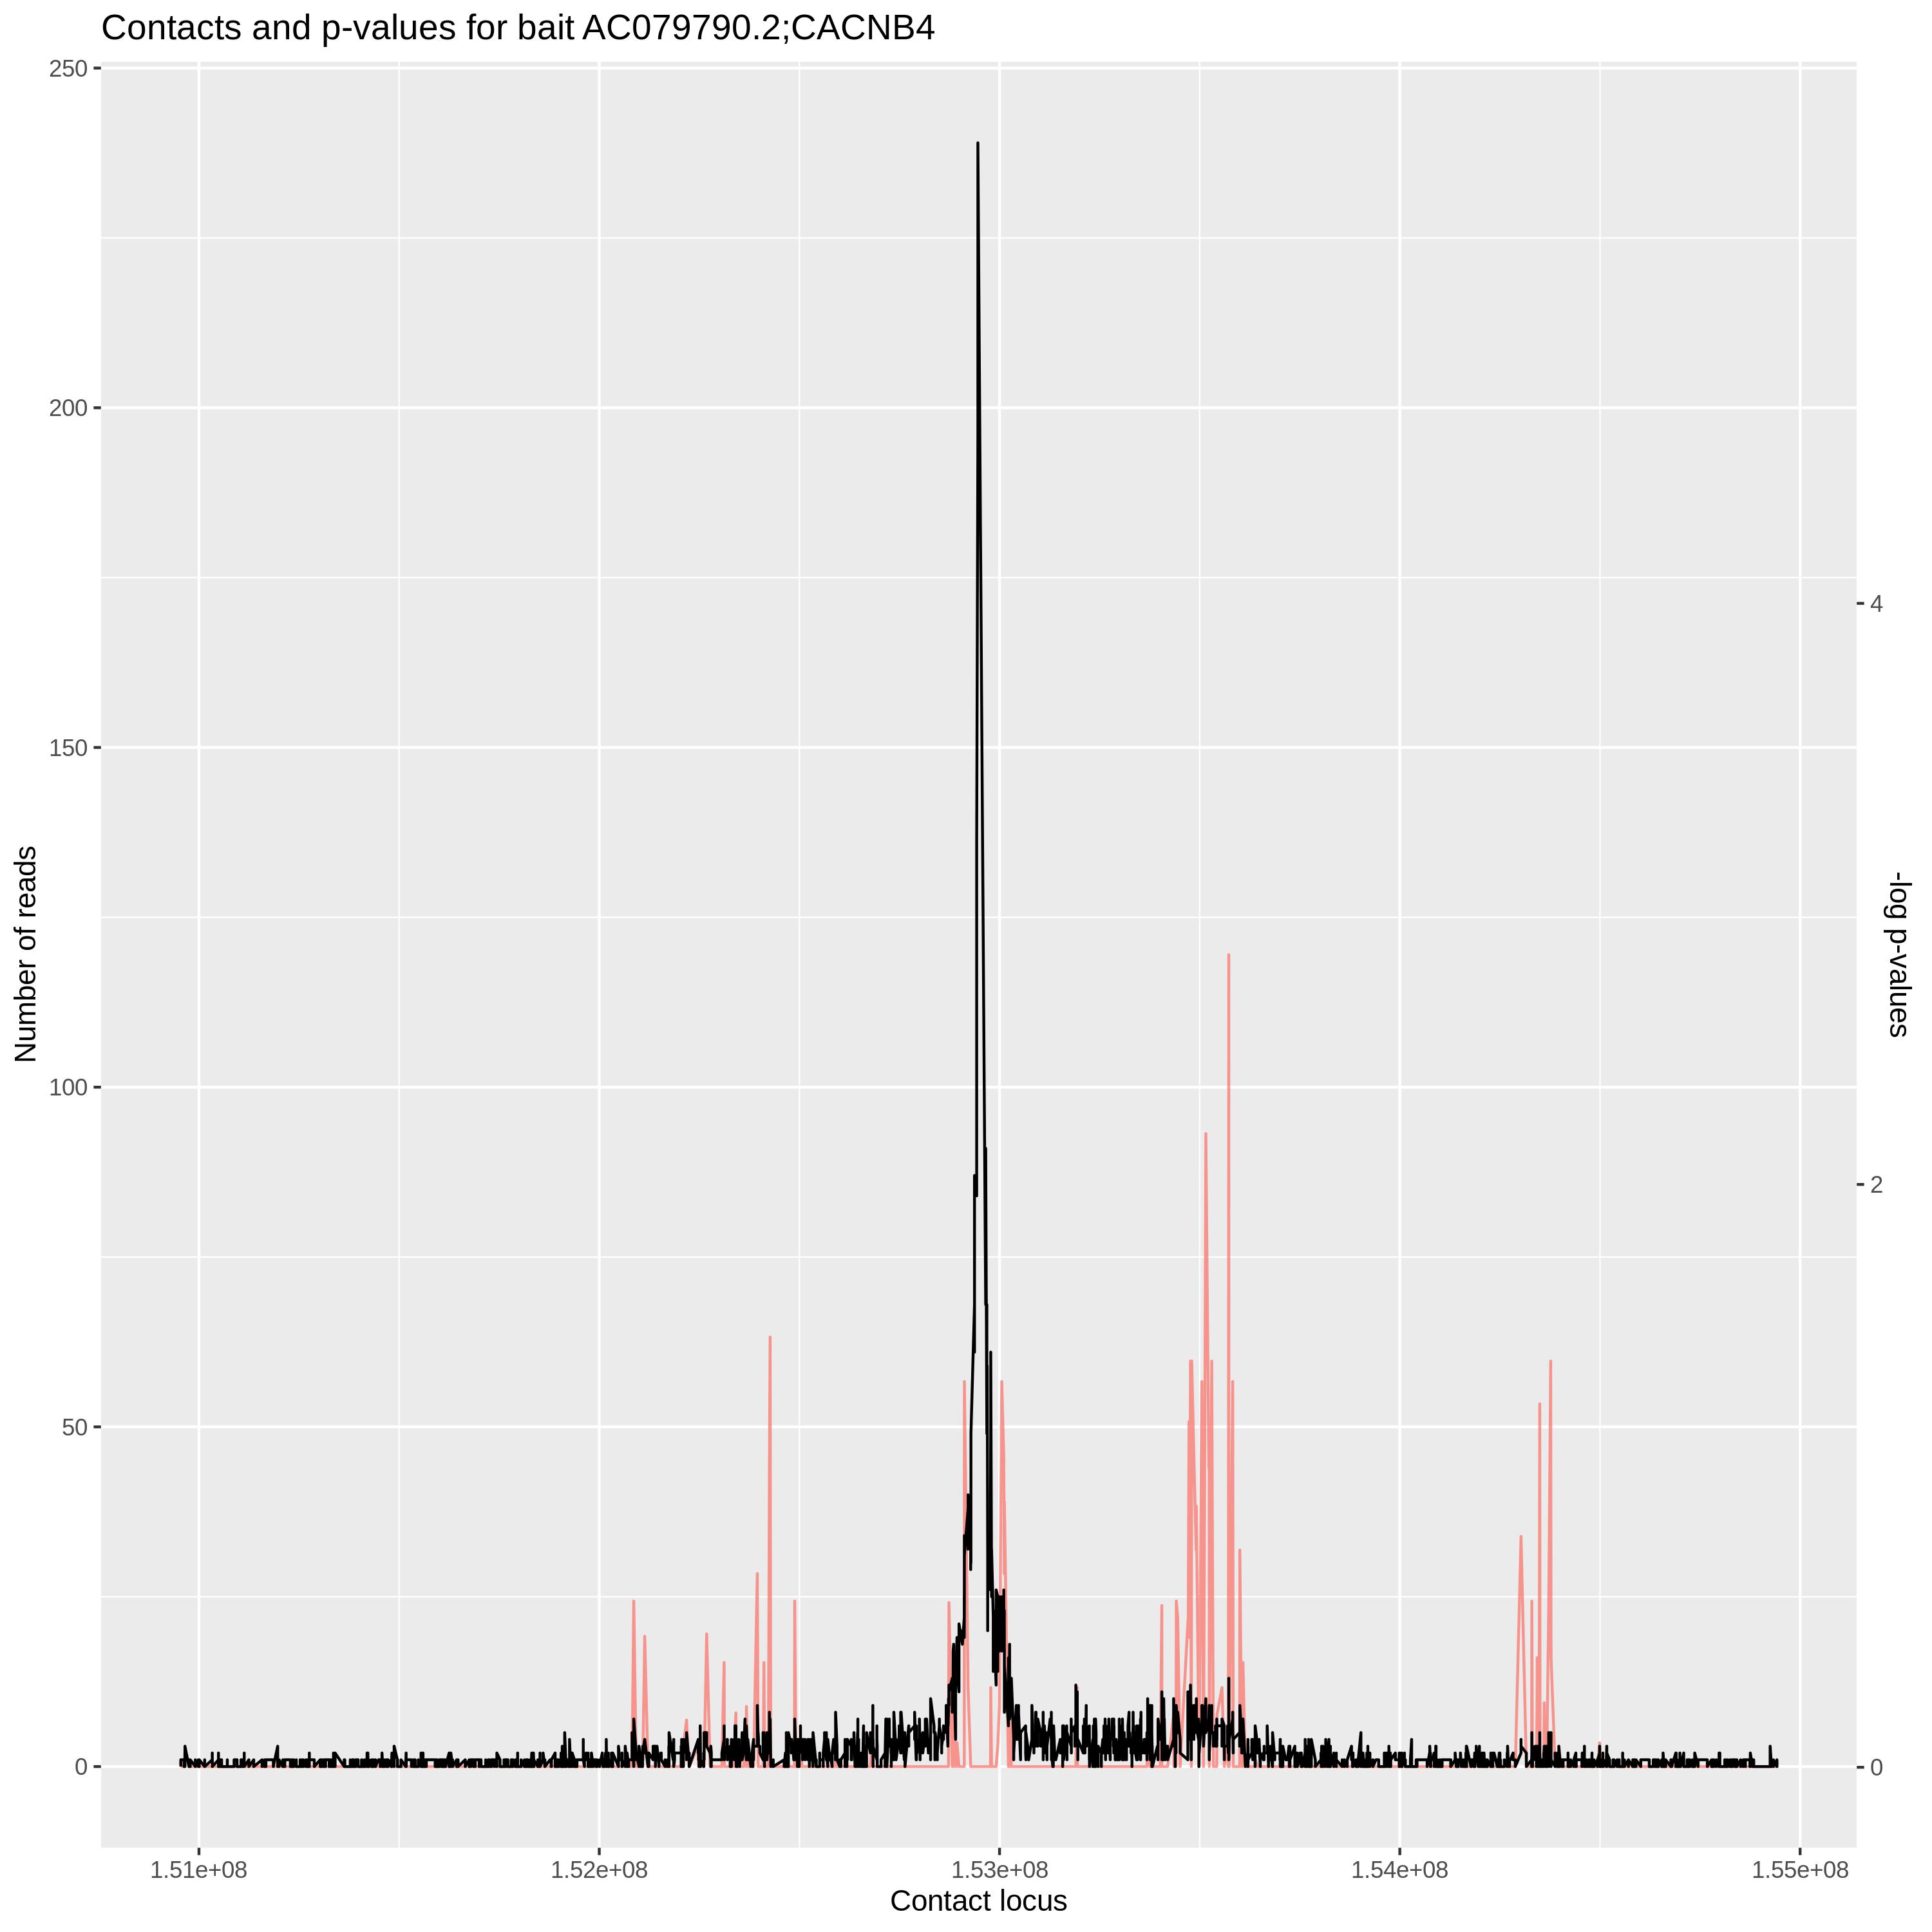 Contacts and p-values for bait AC079790.2;CACNB4
250
200
150
100
50
0
Number of reads
4
2
0
-log p-values
1.51e+08
1.52e+08
1.53e+08
1.54e+08
1.55e+08
Contact locus